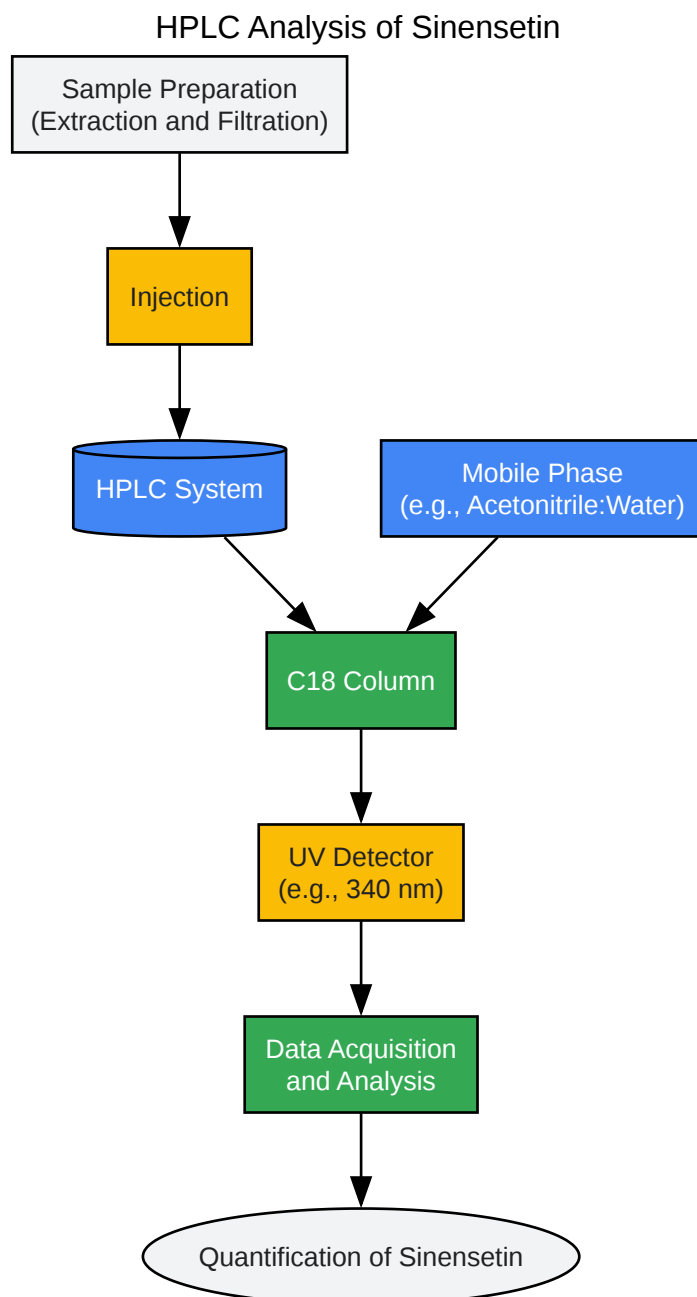 HPLC Analysis of Sinensetin
Sample Preparation
(Extraction and Filtration)
Injection
HPLC System
Mobile Phase
(e.g., Acetonitrile:Water)
C18 Column
UV Detector
(e.g., 340 nm)
Data Acquisition
and Analysis
Quantification of Sinensetin